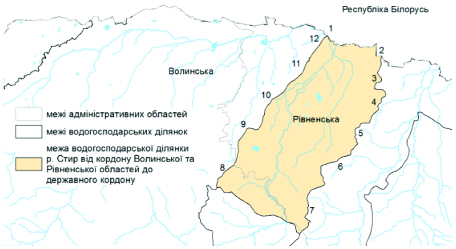 Республіка Білорусь
1
12
2
Волинська
11
3
10
4
межі адміністративних областей
Рівненська
9
5
межі водогосподарських ділянок
межа водогосподарської ділянки
р. Стир від кордону Волинської та
Рівненської областей до
державного кордону
8
6
7